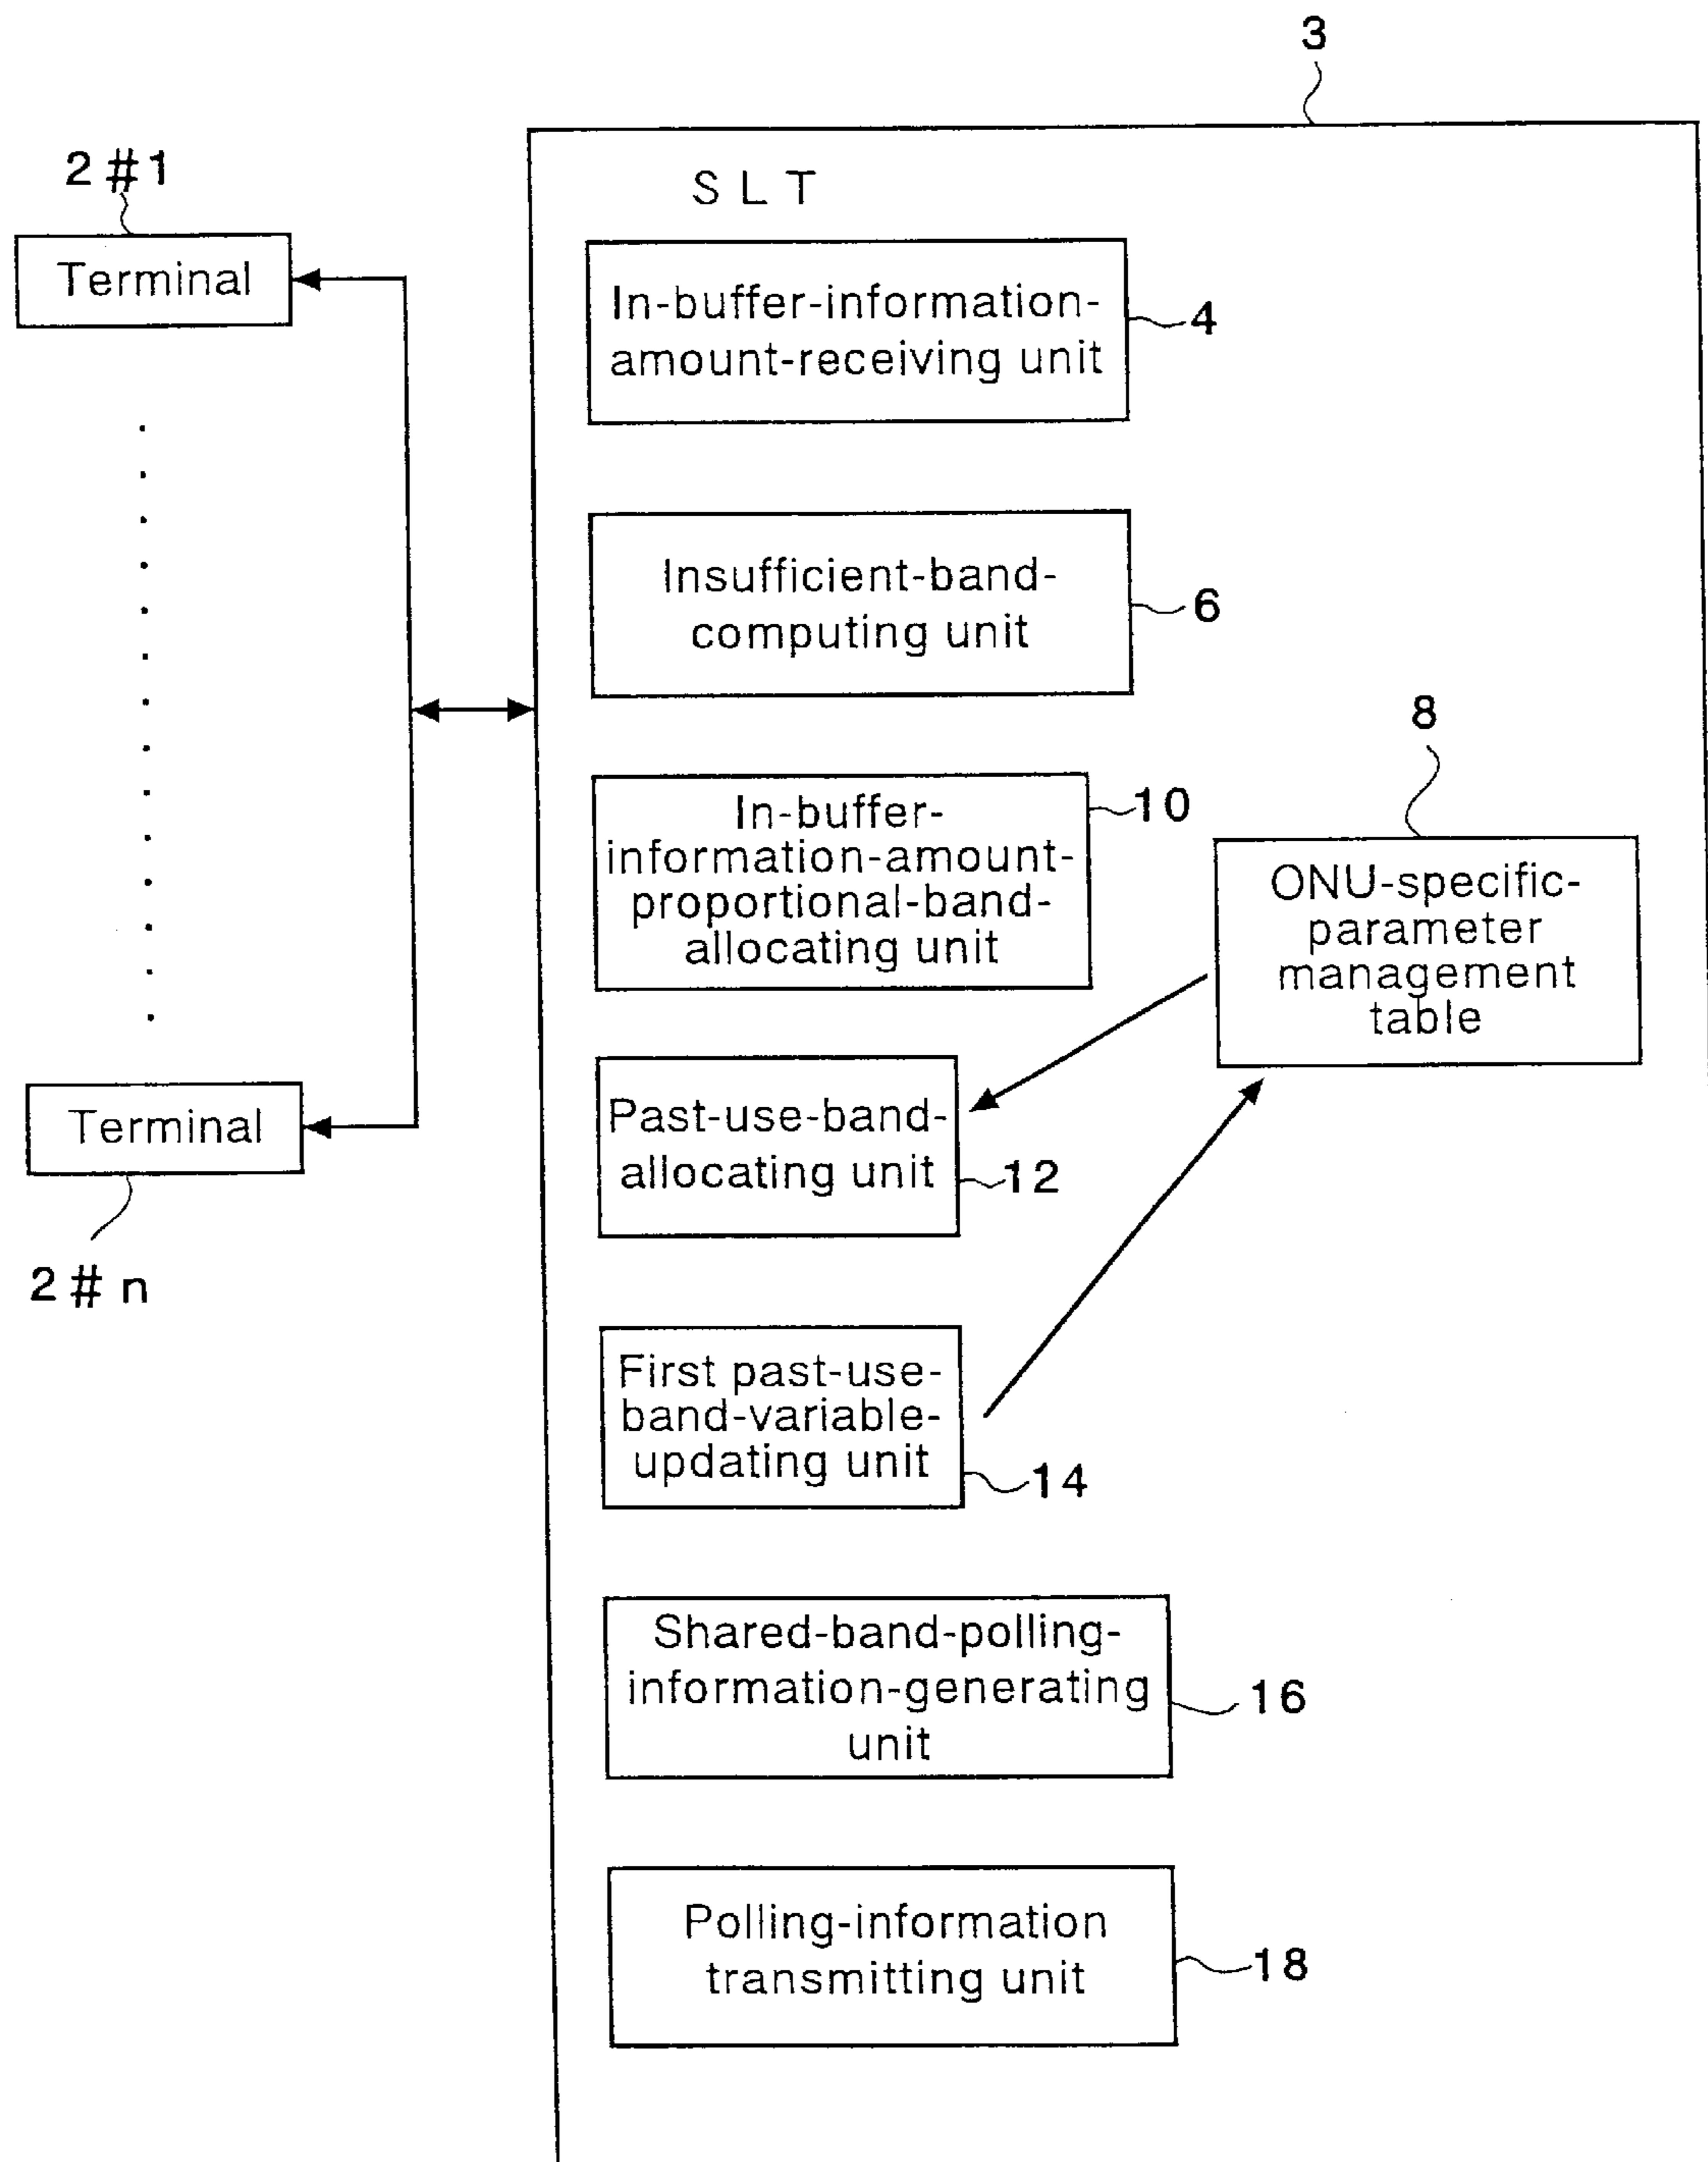 3
2 #1
SLT
Terminal
In-buffer-information-
amount-receiving unit
4
Insufficient-band-
computing unit
6
8
In-buffer-
information-amount-
proportional-band-
allocating unit
10
ONU-specific-
parameter
management
table
Terminal
2 # n
Past-use-band-
allocating unit
12
First past-use-
band-variable-
updating unit
14
Shared-band-polling-
information-generating
unit
16
Polling-information
transmitting unit
18